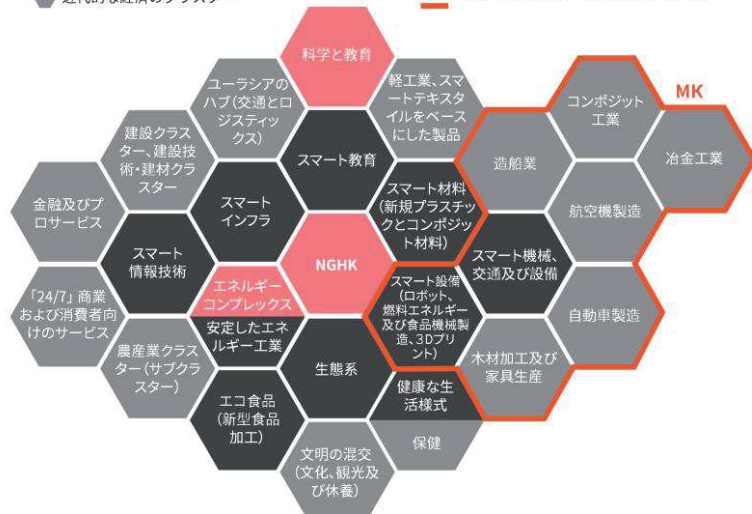 科学と教育
ユーラシアの
ハブ(交通とロ
ジスティッ
クス)
軽工業、スマ
ートテキスタ
イルをベース
にした製品
コンポジット
工業
MK
建設クラス
ター、建設技
術・建材クラ
スター
スマート教育
造船業
冶金工業
金融及びプ
ロサービス
スマート
インフラ
スマート材料
(新規プラスチッ
クとコンポジッ
ト材料)
航空機製造
スマート
情報技術
NGHK
スマート機械、
交通及び設備
「24/7」商業
および消費者向
けのサービス
エネルギー
コンプレックス
安定したエネ
ルギー工業
スマート設備
(ロボット、
燃料エネルギー
及び食品機械製
造、3Dプリ
ント)
自動車製造
農産業クラス
ター(サブクラ
スター)
生態系
木材加工及び
家具生産
エコ食品
(新型食品
加工)
健康な生
活様式
保健
文明の混交
(文化、観光及
び休養)